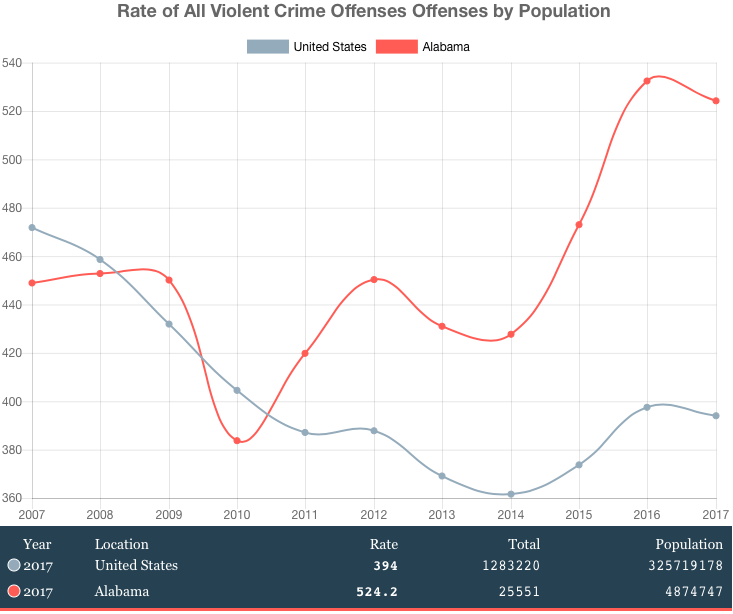 Rate of All Violent Crime Offenses Offenses by Population
United States Alabama
540
520
500
480
460
440
420
400
380
360
2007 2008 2009 2010 2011 2012 2013 2014 2015 2016 2017
Year Location Rate Total Population
2017 United States 394 1283220 325719178
2017 Alabama 524.2 25551 4874747